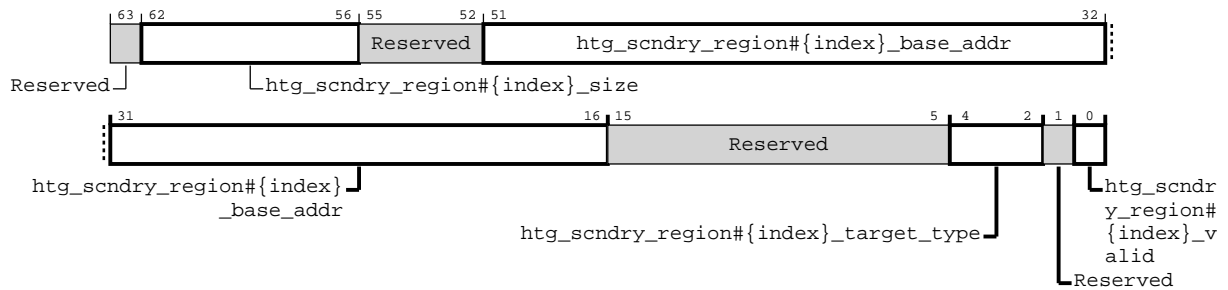 63 62 56 55 52 51 32
Reserved htg_scndry_region#{index}_base_addr
Reserved htg_scndry_region#{index}_size
31 16 15 5 4 2 1 0
Reserved
htg_scndry_region#{index}
_base_addr
htg_scndry_region#{index}_target_type
htg_scndr
y_region#
{index}_v
alid
Reserved